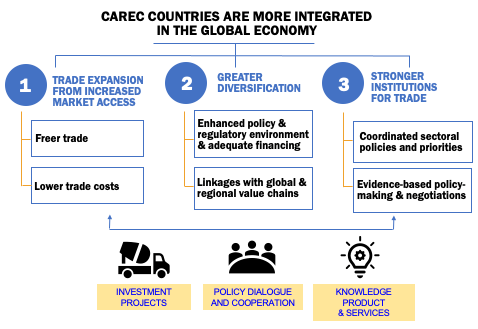 CAREC COUNTRIES ARE MORE INTEGRATED
IN THE GLOBAL ECONOMY
1
TRADE EXPANSION
FROM INCREASED
MARKET ACCESS
Freer trade
Lower trade costs
2
GREATER
DIVERSIFICATION
Enhanced policy &
regulatory environment
& adequate financing
Linkages with global &
regional value chains
3
STRONGER
INSTITUTIONS
FOR TRADE
Coordinated sectoral
policies and priorities
Evidence-based policy-
making & negotiations
INVESTMENT
PROJECTS
POLICY DIALOGUE
AND COOPERATION
KNOWLEDGE
PRODUCT
& SERVICES